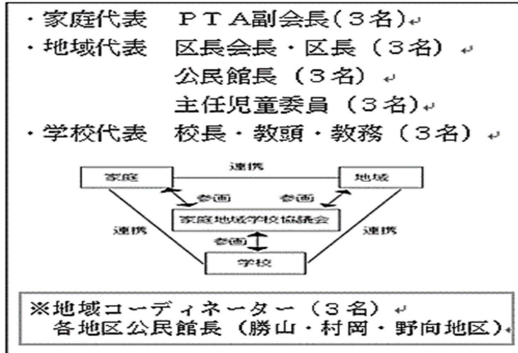 ・家庭代表　ＰＴＡ副会長(３名)
・地域代表　区長会長・区長（３名）
公民館長（３名）
主任児童委員（３名）
・学校代表　校長・教頭・教務（３名）
連携
家庭
地域
参画
参画
家庭地域学校協議会
連携
参画
連携
学校
※地域コーディネーター（３名）
各地区公民館長（勝山・村岡・野向地区）